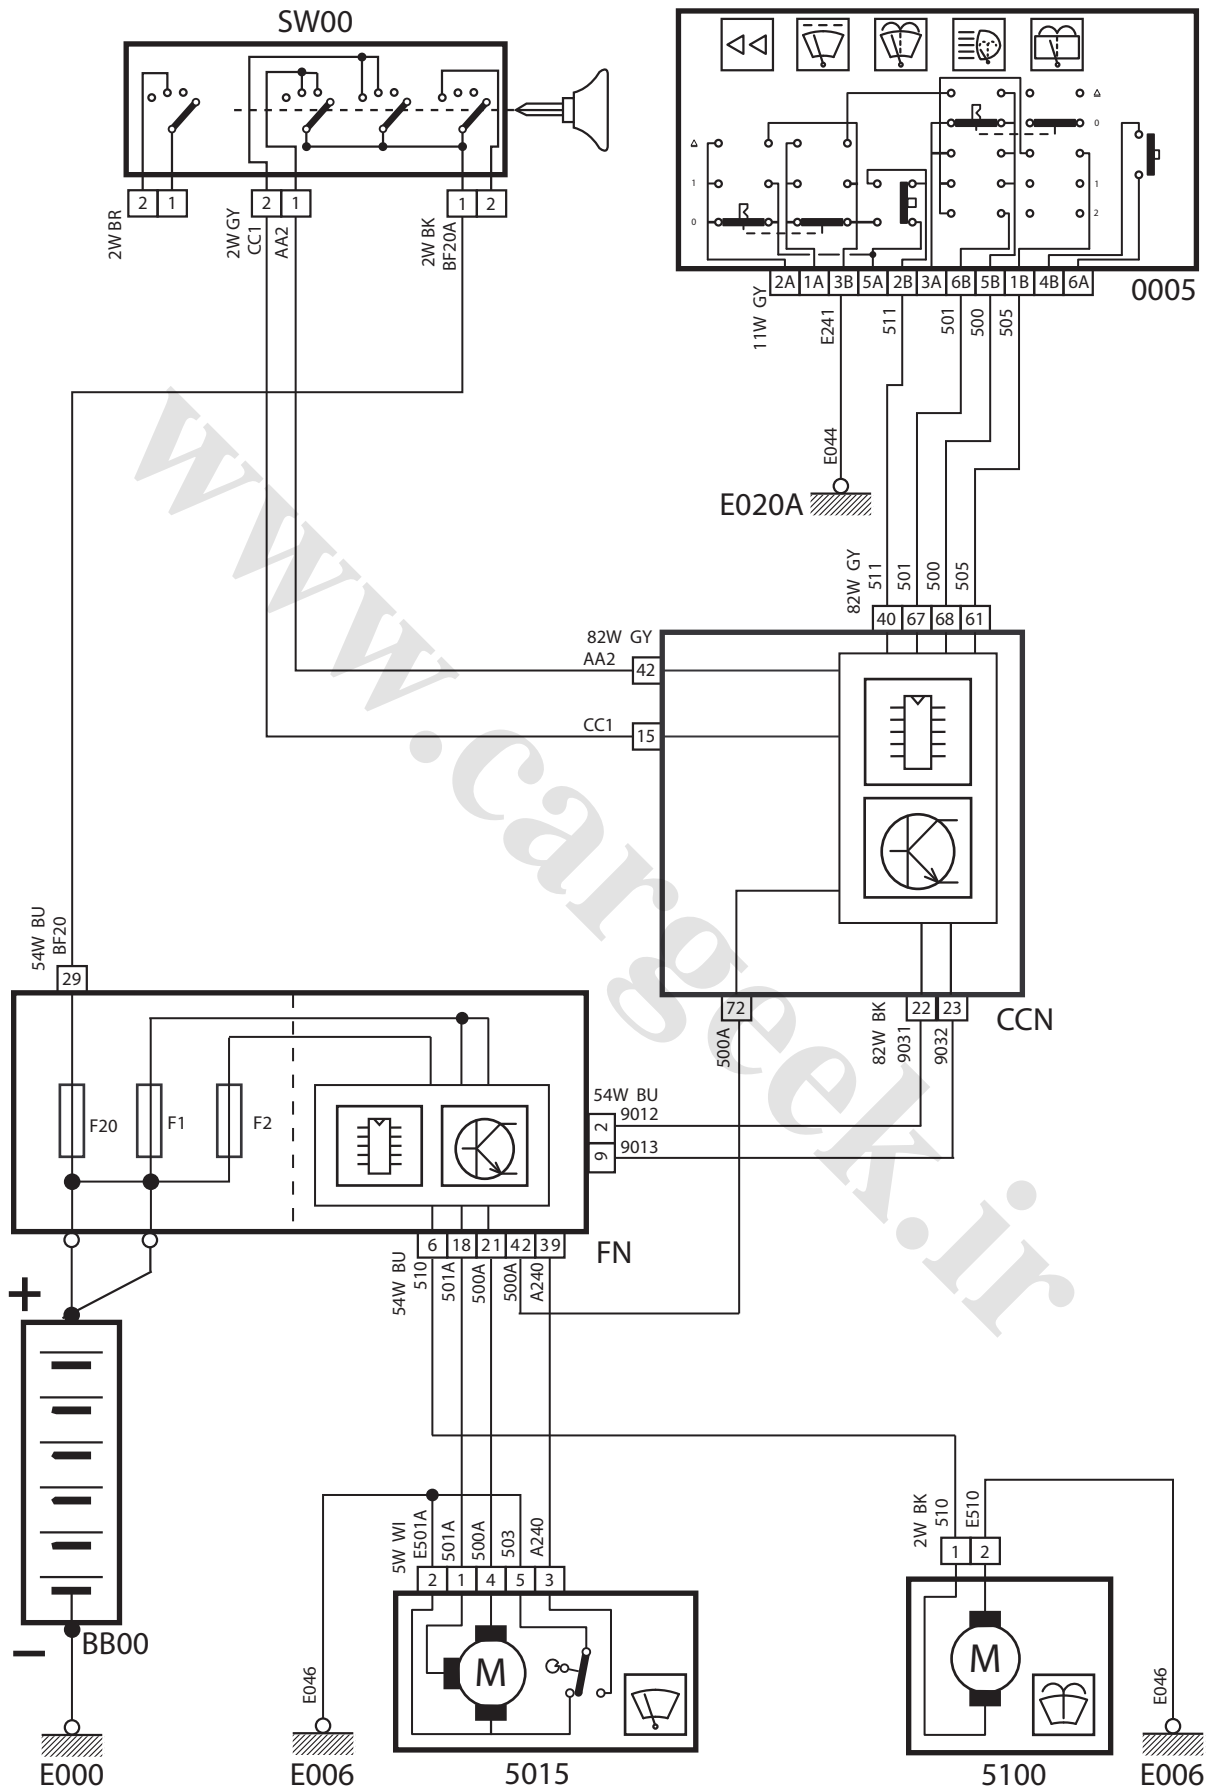 SW00
2 1
2 1
1 2
2W BR
2W GY
CC1
AA2
2W BK
BF20A
1
0
0
1
2
2A 1A 3B 5A 2B 3A 6B 5B 1B 4B 6A
0005
11W GY
E241
511
501
500
505
E044
E020A
82W GY
511
501
500
505
40 67 68 61
82W GY
AA2
42
CC1
15
72
22 23
CCN
500A
82W BK
9031
9032
54W BU
BF20
29
F20
F1
F2
54W BU
9012
2
9013
9
6 18 21 42 39
FN
54W BU
510
501A
500A
500A
A240
+
−
BB00
E000
E046
E006
5W WI
E501A
501A
500A
503
A240
2 1 4 5 3
M
5015
2W BK
510
E510
1 2
M
5100
E046
E006
www.cargeek.ir